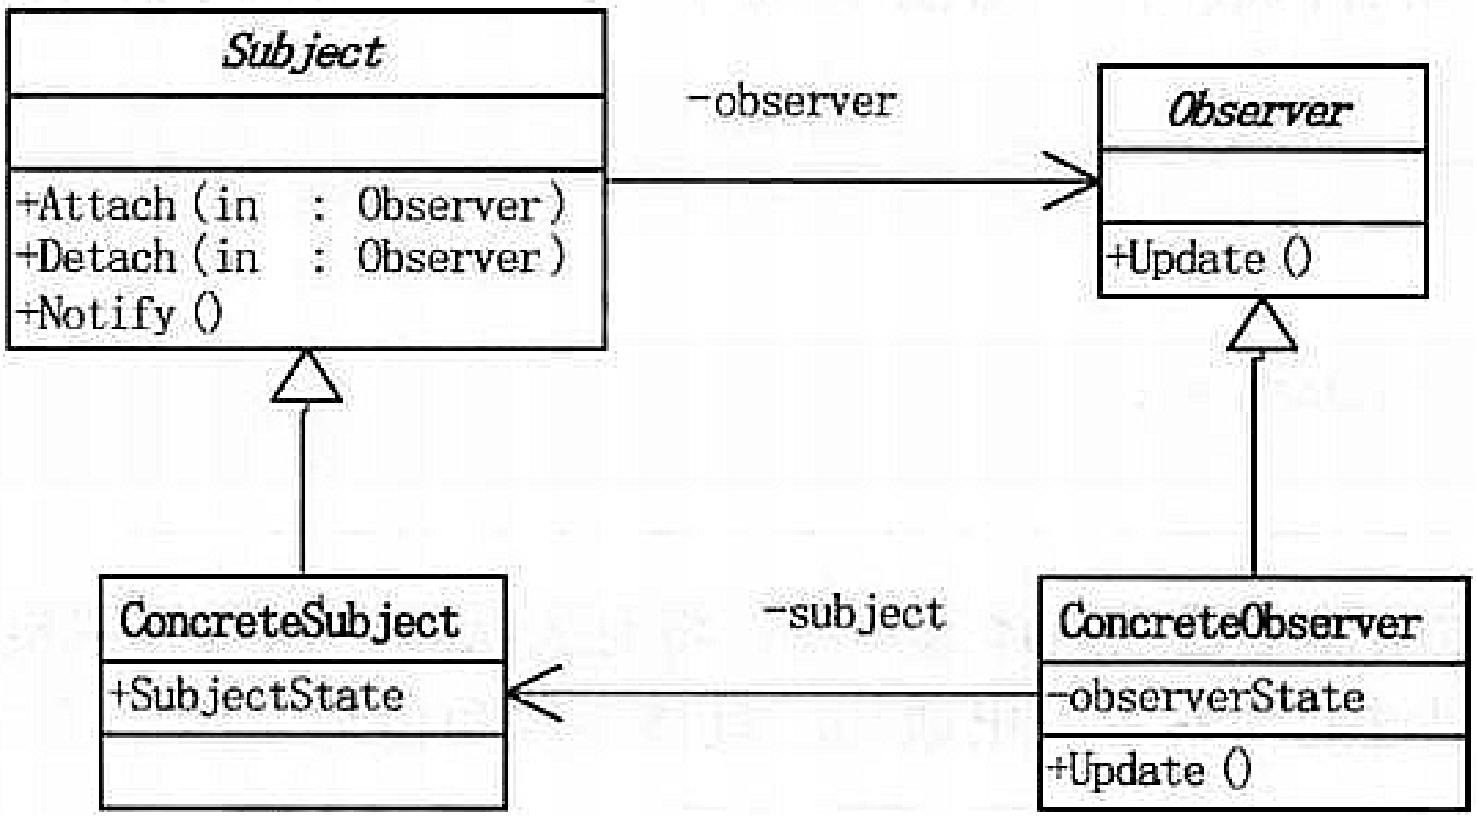 Subject
+Attach(in : Observer)
+Detach(in : Observer)
+Notify()
-observer
Observer
+Update()
ConcreteSubject
+SubjectState
-subject
ConcreteObserver
-observerState
+Update()